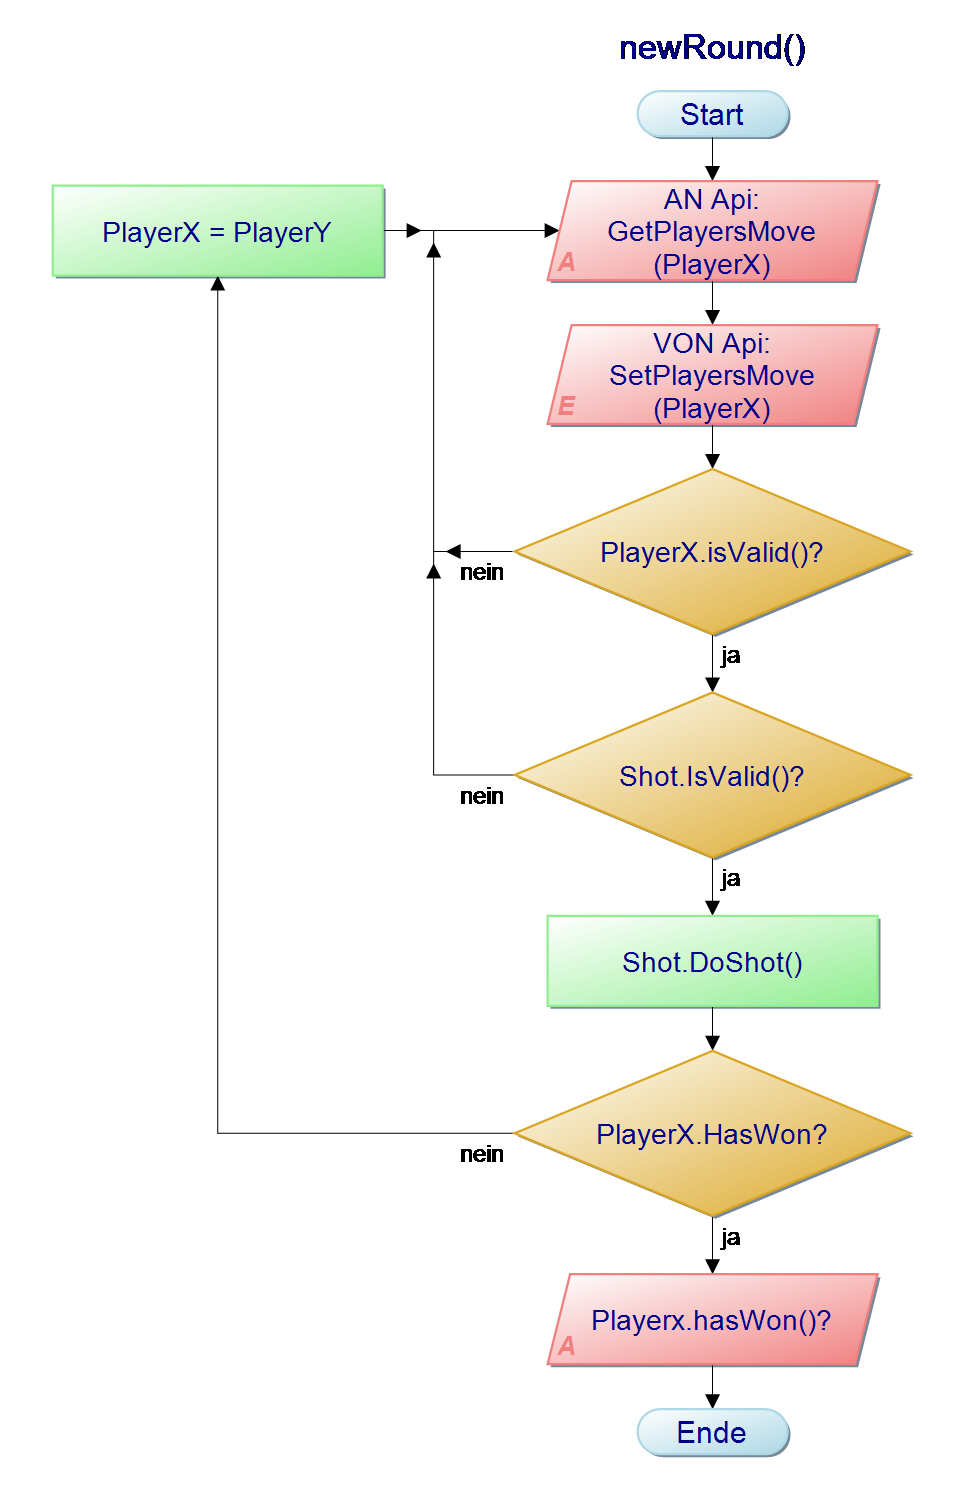 newRound()
Start
PlayerX = PlayerY
AN Api:
GetPlayersMove
(PlayerX)
A
VON Api:
SetPlayersMove
(PlayerX)
E
PlayerX.isValid()?
nein
ja
Shot.IsValid()?
nein
ja
Shot.DoShot()
PlayerX.HasWon?
nein
ja
Playerx.hasWon()?
A
Ende